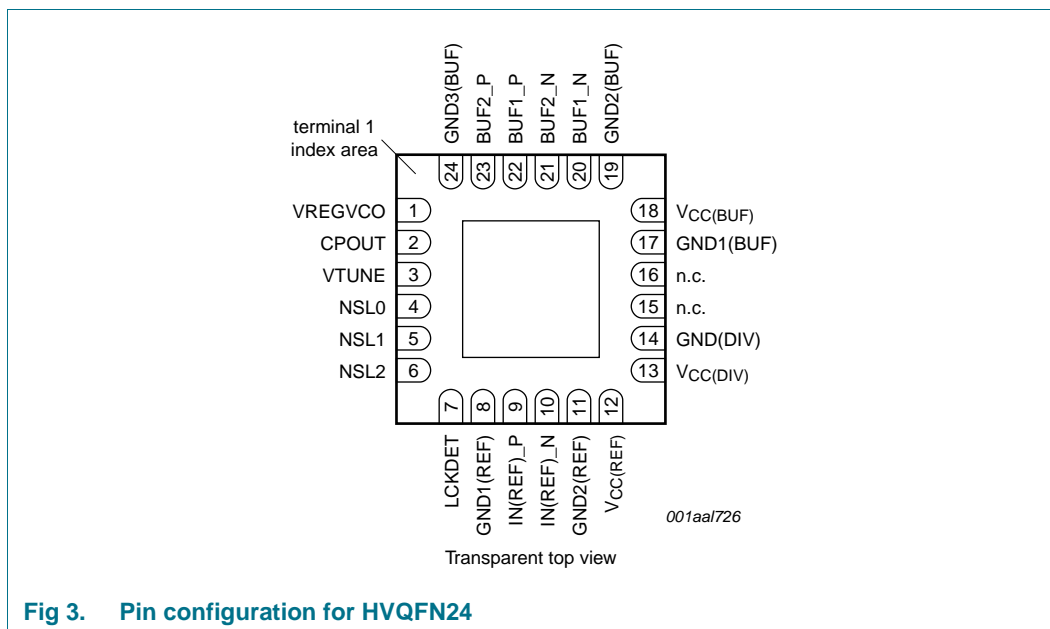 GND3(BUF)
BUF2_P
BUF1_P
BUF2_N
BUF1_N
GND2(BUF)
terminal 1
index area
24
23
22
21
20
19
VREGVCO 1
CPOUT 2
VTUNE 3
NSL0 4
NSL1 5
NSL2 6
18 VCC(BUF)
17 GND1(BUF)
16 n.c.
15 n.c.
14 GND(DIV)
13 VCC(DIV)
7
8
9
10
11
12
LCKDET
GND1(REF)
IN(REF)_P
IN(REF)_N
GND2(REF)
VCC(REF)
001aal726
Transparent top view
Fig 3. Pin configuration for HVQFN24